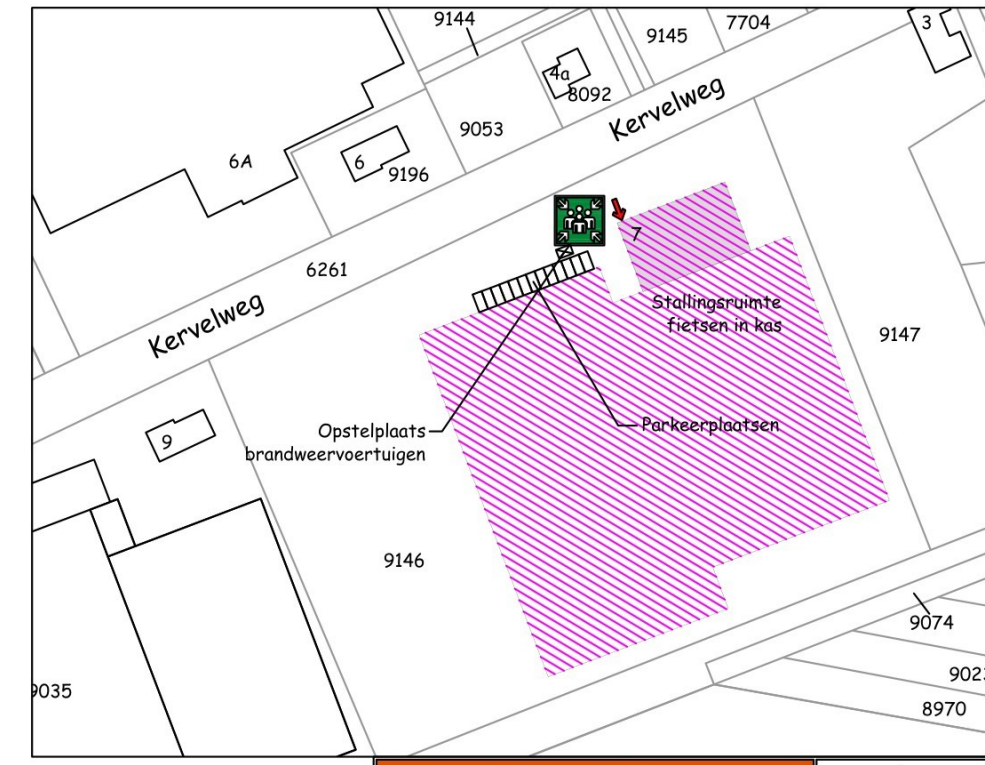 9144
9145
7704
3
4a
8092
Kervelweg
9053
6A
6
9196
7
6261
Stallingsruimte
fietsen in kas
9147
Kervelweg
Opstelplaats
brandweervoertuigen
Parkeerplaatsen
9
9146
9074
9035
8970